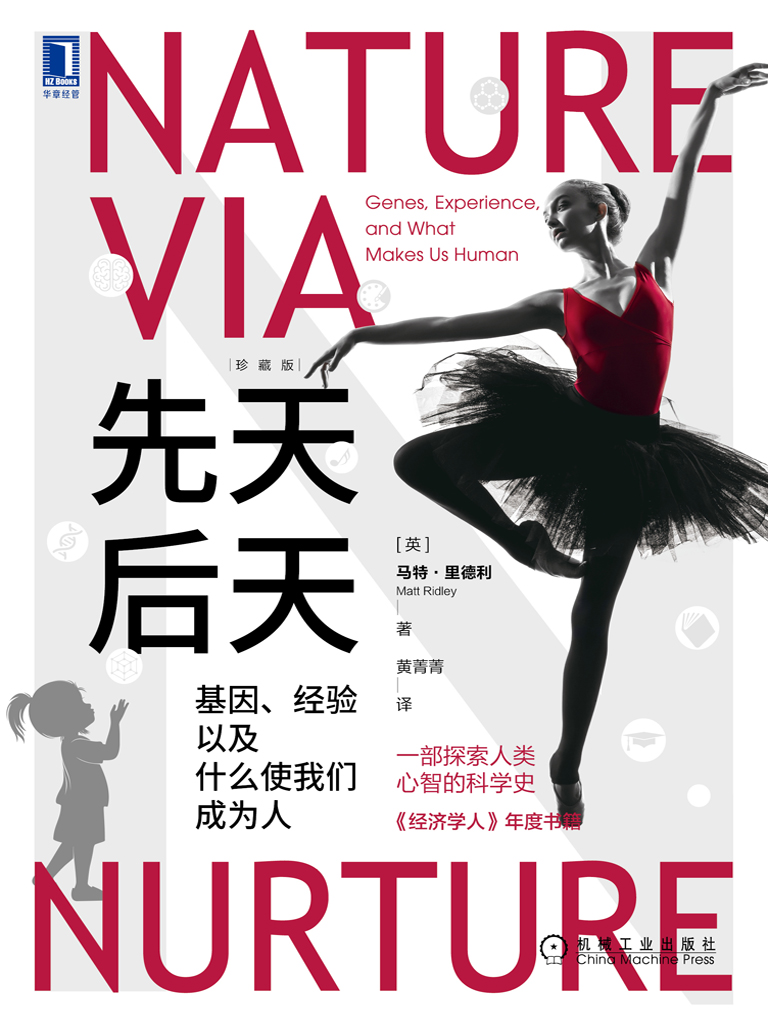 HZ BOOKS
华章经管
NATURE
VIA
Genes, Experience,
and What
Makes Us Human
|珍藏版|
先天
后天
[英]
马特·里德利
Matt Ridley
著
黄菁菁
译
基因、经验
以及
什么使我们
成为人
一部探索人类
心智的科学史
《经济学人》年度书籍
NURTURE
机械工业出版社
China Machine Press